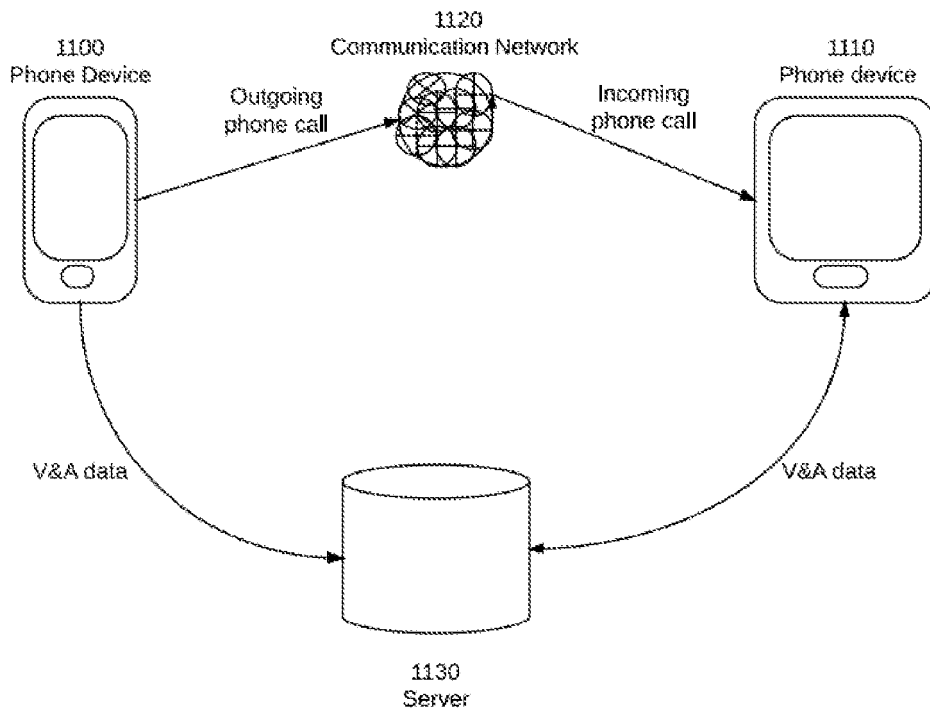 1120
Communication Network
1100
Phone Device
1110
Phone device
Outgoing
phone call
Incoming
phone call
V&A data
V&A data
1130
Server